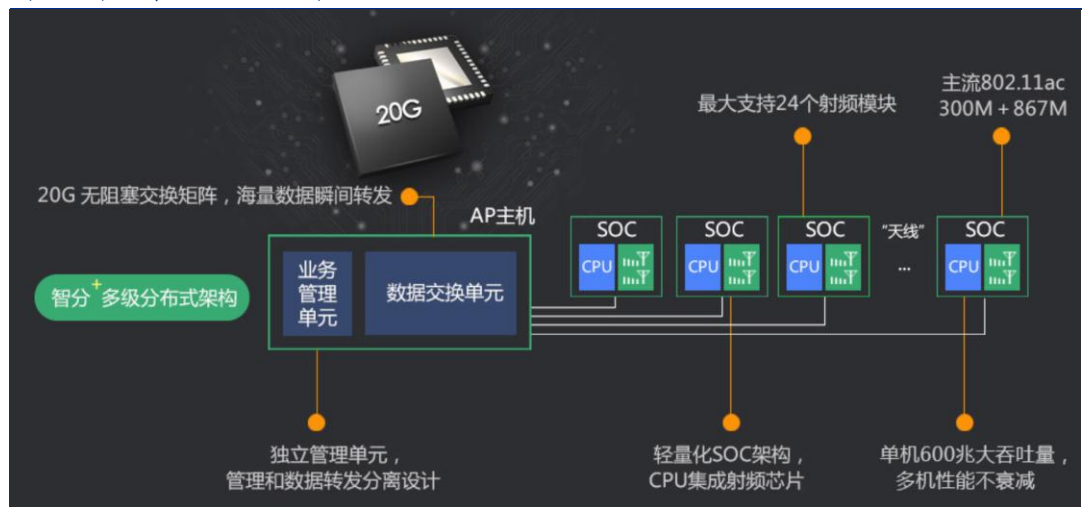 20G
主流802.11ac
300M+867M
最大支持24个射频模块
20G 无阻塞交换矩阵，海量数据瞬间转发
AP主机
SOC
CPU
SOC
CPU
SOC
CPU
"天线"
...
SOC
CPU
智分+多级分布式架构
业务
管理
单元
数据交换单元
独立管理单元，
管理和数据转发分离设计
轻量化SOC架构，
CPU集成射频芯片
单机600兆大吞吐量，
多机性能不衰减